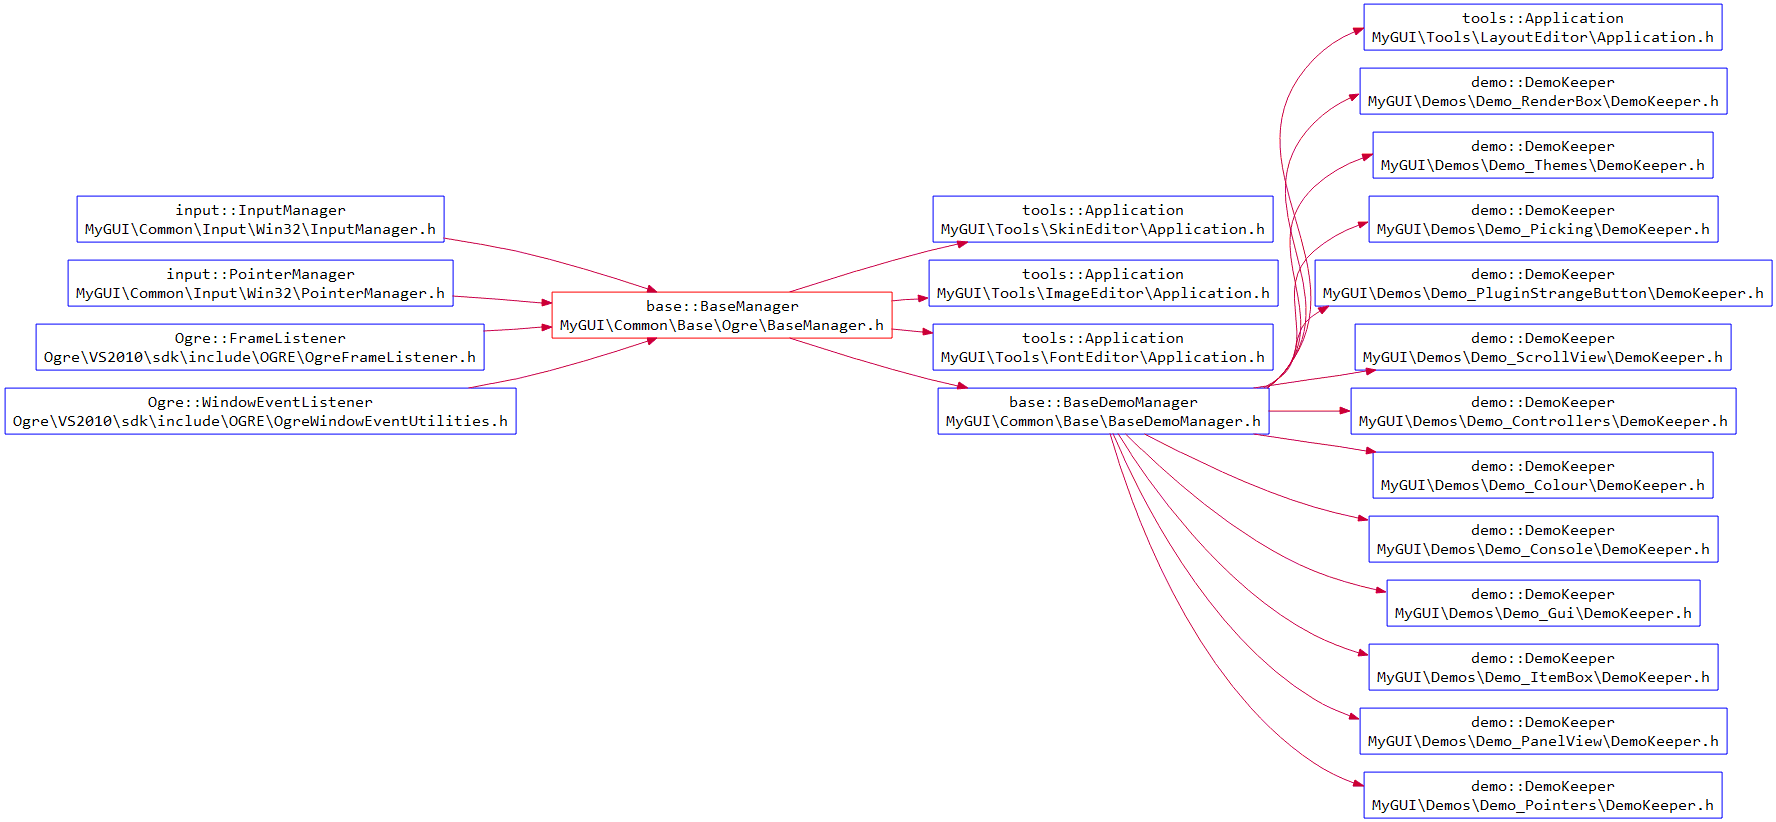 input::InputManager
MyGUI\Common\Input\Win32\InputManager.h
input::PointerManager
MyGUI\Common\Input\Win32\PointerManager.h
Ogre::FrameListener
Ogre\VS2010\sdk\include\OGRE\OgreFrameListener.h
Ogre::WindowEventListener
Ogre\VS2010\sdk\include\OGRE\OgreWindowEventUtilities.h
base::BaseManager
MyGUI\Common\Base\Ogre\BaseManager.h
tools::Application
MyGUI\Tools\SkinEditor\Application.h
tools::Application
MyGUI\Tools\ImageEditor\Application.h
tools::Application
MyGUI\Tools\FontEditor\Application.h
base::BaseDemoManager
MyGUI\Common\Base\BaseDemoManager.h
tools::Application
MyGUI\Tools\LayoutEditor\Application.h
demo::DemoKeeper
MyGUI\Demos\Demo_RenderBox\DemoKeeper.h
demo::DemoKeeper
MyGUI\Demos\Demo_Themes\DemoKeeper.h
demo::DemoKeeper
MyGUI\Demos\Demo_Picking\DemoKeeper.h
demo::DemoKeeper
MyGUI\Demos\Demo_PluginStrangeButton\DemoKeeper.h
demo::DemoKeeper
MyGUI\Demos\Demo_ScrollView\DemoKeeper.h
demo::DemoKeeper
MyGUI\Demos\Demo_Controllers\DemoKeeper.h
demo::DemoKeeper
MyGUI\Demos\Demo_Colour\DemoKeeper.h
demo::DemoKeeper
MyGUI\Demos\Demo_Console\DemoKeeper.h
demo::DemoKeeper
MyGUI\Demos\Demo_Gui\DemoKeeper.h
demo::DemoKeeper
MyGUI\Demos\Demo_ItemBox\DemoKeeper.h
demo::DemoKeeper
MyGUI\Demos\Demo_PanelView\DemoKeeper.h
demo::DemoKeeper
MyGUI\Demos\Demo_Pointers\DemoKeeper.h